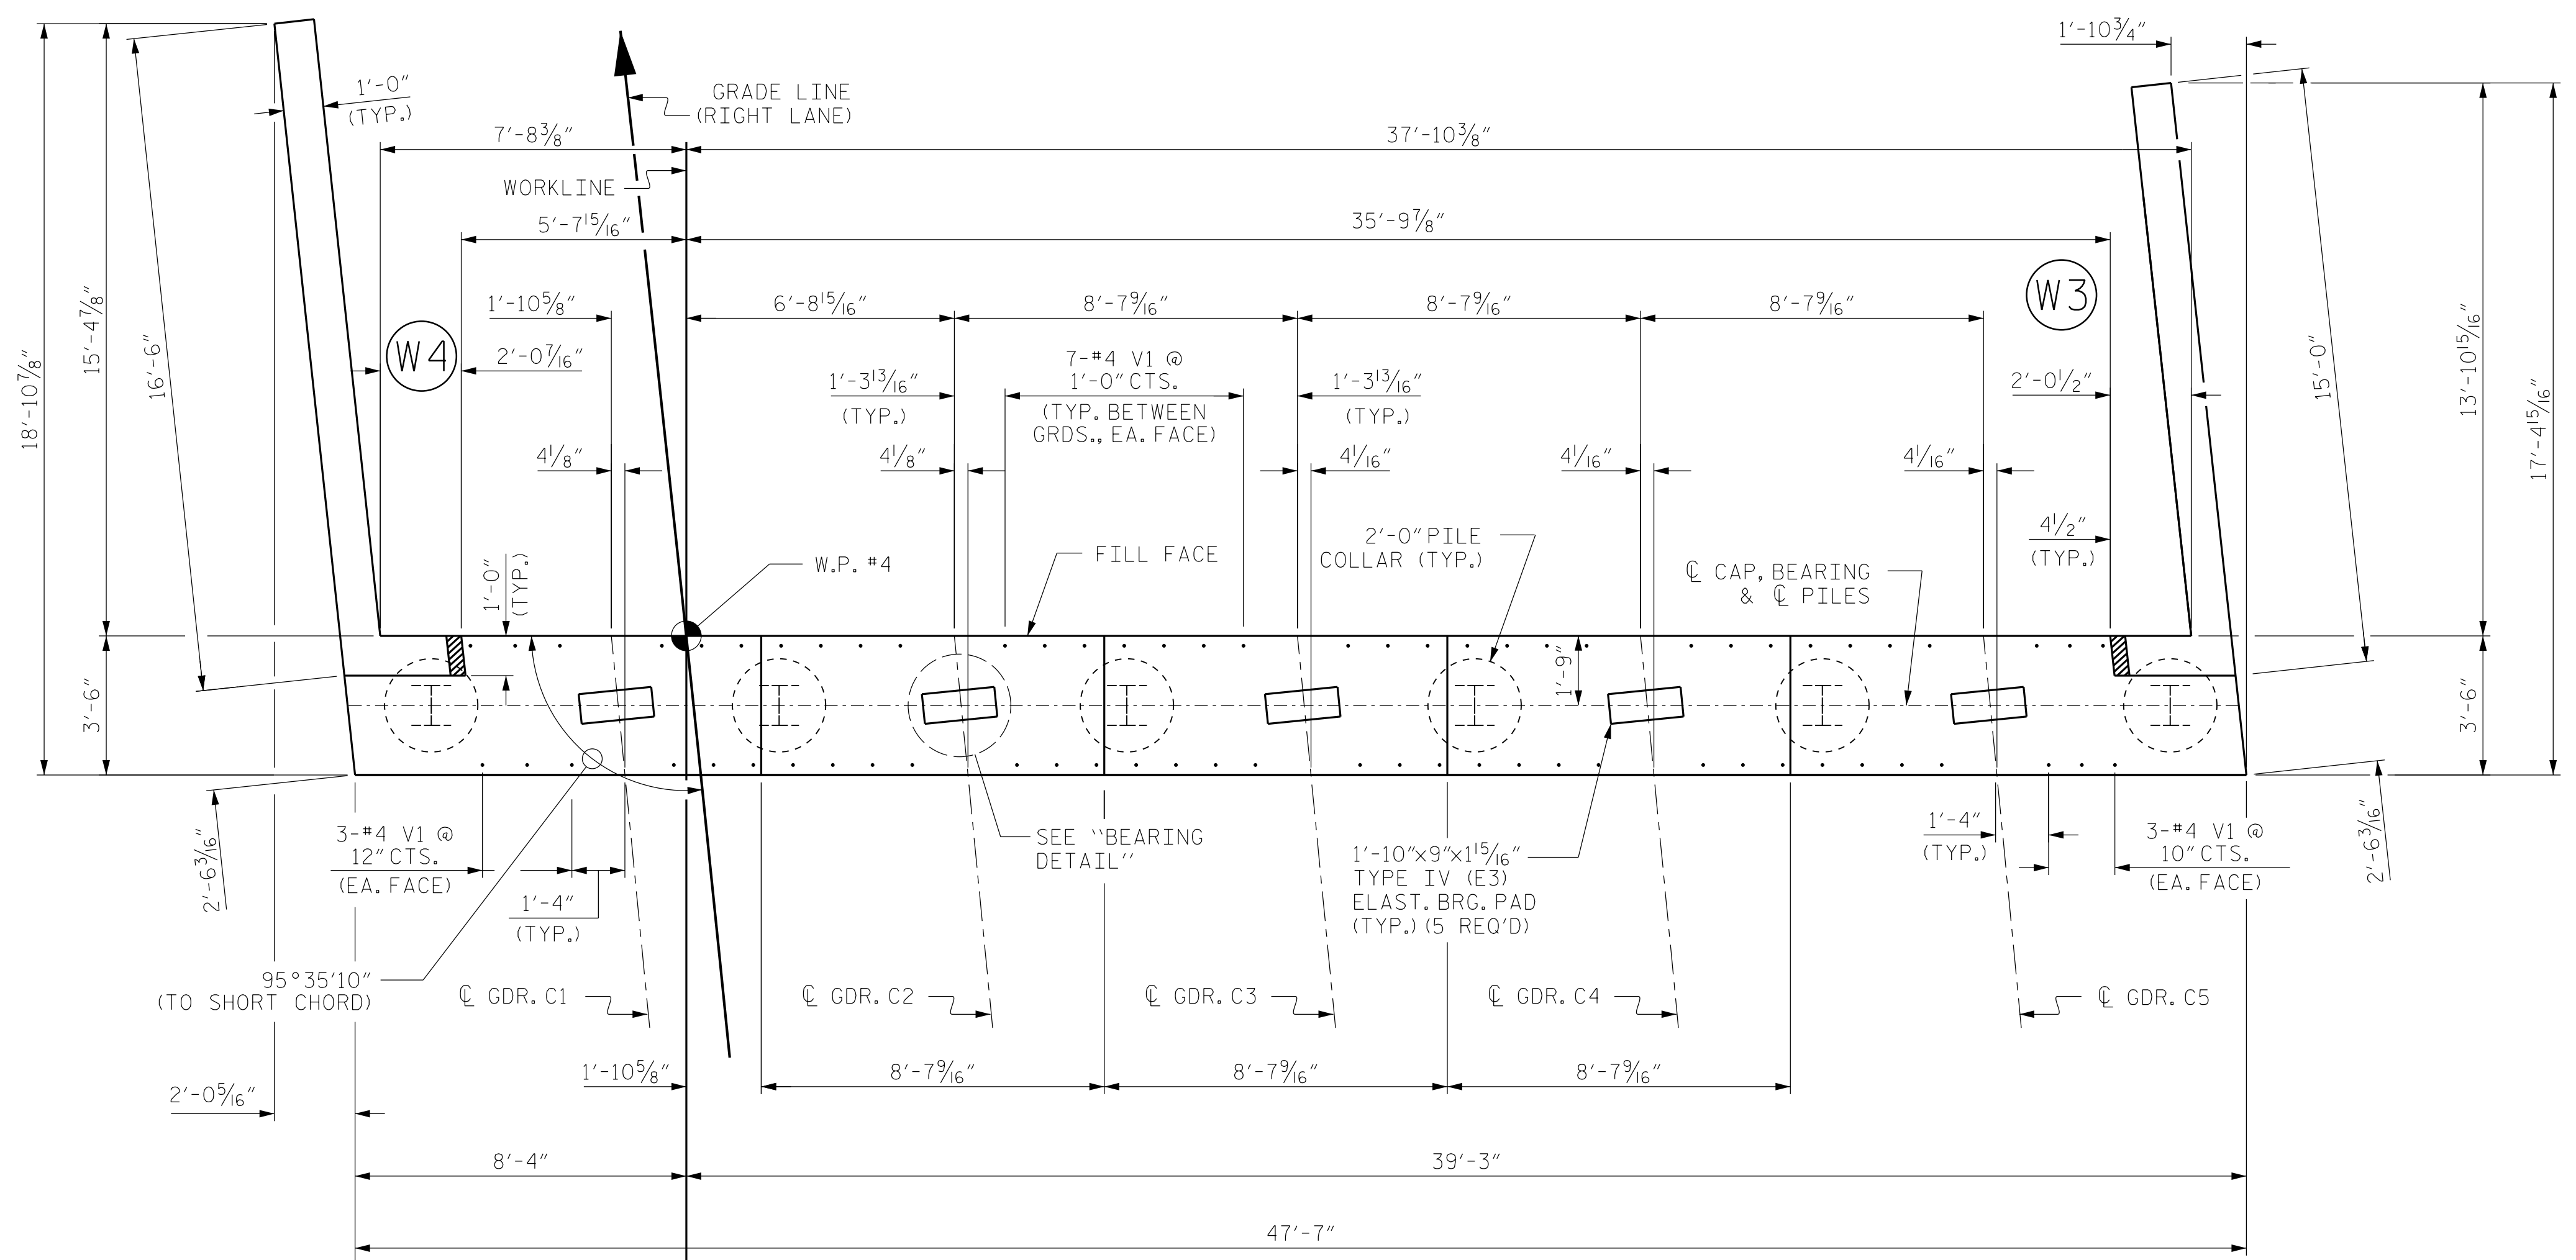 1'-10¾"
GRADE LINE
(RIGHT LANE)
1'-0"
(TYP.)
7'-8⅜"
37'-10⅜"
WORKLINE
5'-7¹⁵⁄₁₆"
35'-9⅞"
W3
1'-10⅝"
6'-8¹⁵⁄₁₆"
8'-7⁹⁄₁₆"
8'-7⁹⁄₁₆"
8'-7⁹⁄₁₆"
W4
2'-0⁷⁄₁₆"
7-#4 V1 @
1'-0" CTS.
(TYP. BETWEEN
GRDS., EA. FACE)
1'-3¹³⁄₁₆"
(TYP.)
1'-3¹³⁄₁₆"
(TYP.)
2'-0½"
18'-10⅞"
15'-4⅞"
16'-6"
15'-0"
13'-10¹⁵⁄₁₆"
17'-4¹⁵⁄₁₆"
4⅛"
4⅛"
4¹⁄₁₆"
4¹⁄₁₆"
4¹⁄₁₆"
4½"
(TYP.)
2'-0" PILE
COLLAR (TYP.)
FILL FACE
W.P. #4
1'-0"
(TYP.)
℄ CAP, BEARING
& ℄ PILES
1'-9"
3'-6"
3'-6"
2'-6³⁄₁₆"
2'-6³⁄₁₆"
3-#4 V1 @
12" CTS.
(EA. FACE)
1'-4"
(TYP.)
SEE "BEARING
DETAIL"
1'-10"x9"x1¹⁵⁄₁₆"
TYPE IV (E3)
ELAST. BRG. PAD
(TYP.) (5 REQ'D)
1'-4"
(TYP.)
3-#4 V1 @
10" CTS.
(EA. FACE)
95°35'10"
(TO SHORT CHORD)
℄ GDR. C1
℄ GDR. C2
℄ GDR. C3
℄ GDR. C4
℄ GDR. C5
2'-0⁵⁄₁₆"
1'-10⅝"
8'-7⁹⁄₁₆"
8'-7⁹⁄₁₆"
8'-7⁹⁄₁₆"
8'-4"
39'-3"
47'-7"